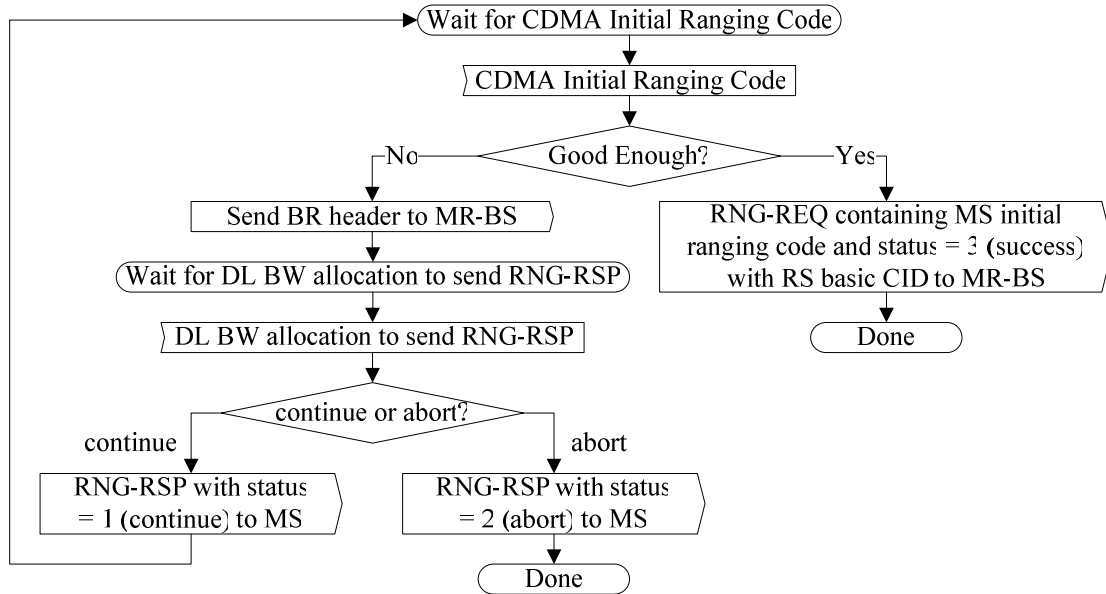 Wait for CDMA Initial Ranging Code
CDMA Initial Ranging Code
Good Enough?
No
Yes
Send BR header to MR-BS
RNG-REQ containing MS initial
ranging code and status = 3 (success)
with RS basic CID to MR-BS
Wait for DL BW allocation to send RNG-RSP
Done
DL BW allocation to send RNG-RSP
continue or abort?
continue
abort
RNG-RSP with status
= 1 (continue) to MS
RNG-RSP with status
= 2 (abort) to MS
Done